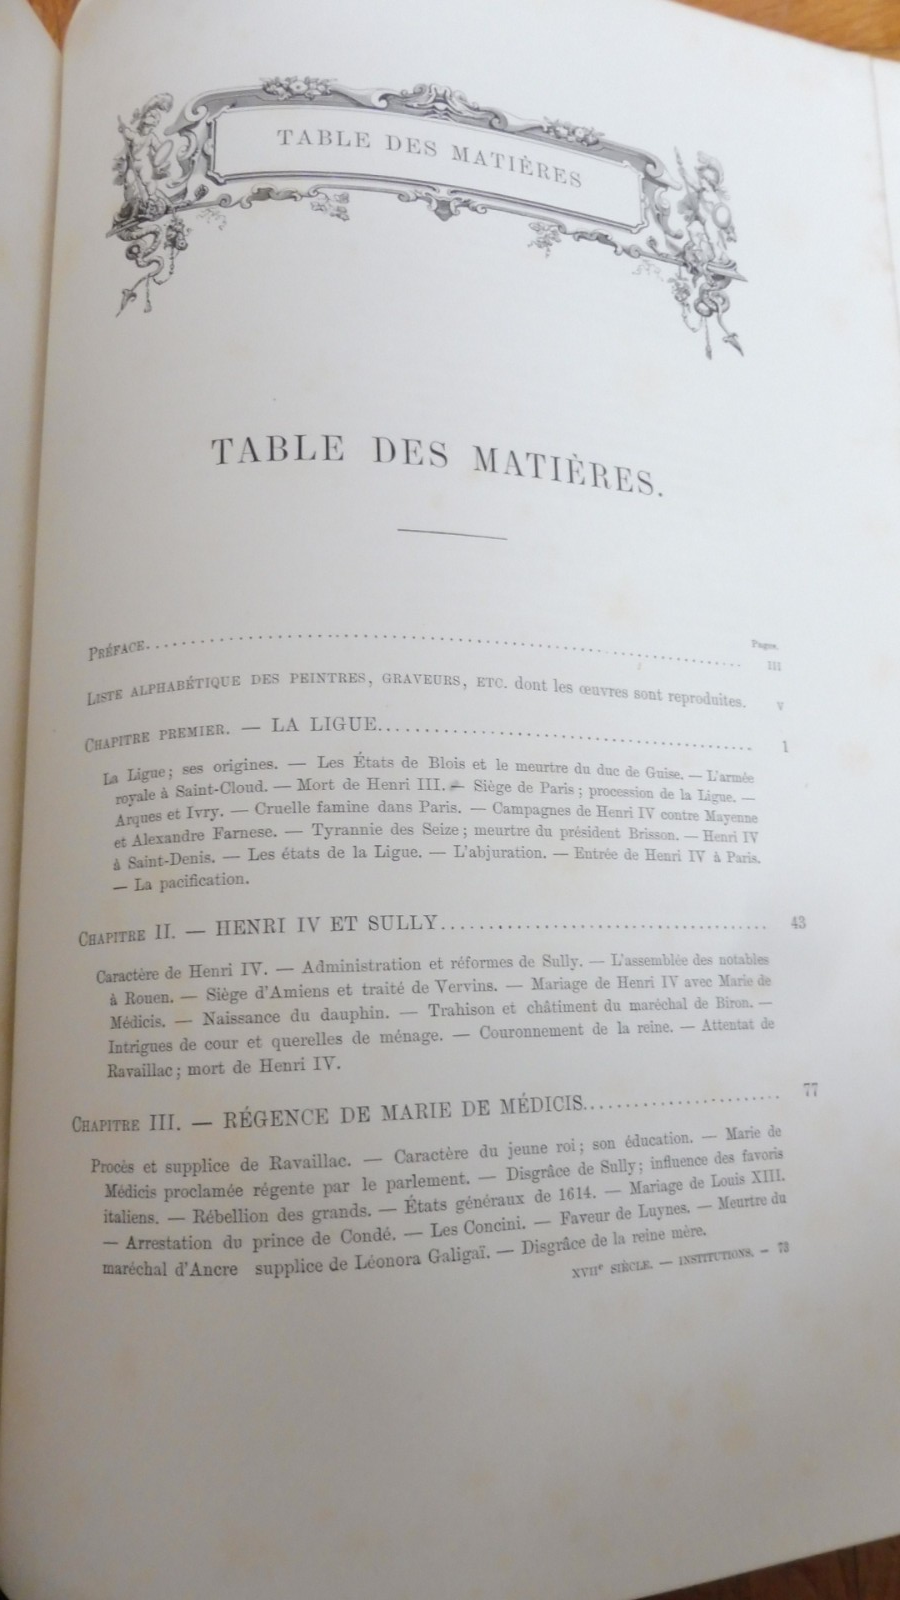 TABLE DES MATIÈRES
TABLE DES MATIÈRES.
Pages.
PRÉFACE. III
LISTE ALPHABÉTIQUE DES PEINTRES, GRAVEURS, ETC. dont les œuvres sont reproduites. V
CHAPITRE PREMIER. — LA LIGUE. 1
La Ligue; ses origines. — Les États de Blois et le meurtre du duc de Guise. — L'armée
royale à Saint-Cloud. — Mort de Henri III. — Siège de Paris; procession de la Ligue. —
Arques et Ivry. — Cruelle famine dans Paris. — Campagnes de Henri IV contre Mayenne
et Alexandre Farnese. — Tyrannie des Seize; meurtre du président Brisson. — Henri IV
à Saint-Denis. — Les états de la Ligue. — L'abjuration. — Entrée de Henri IV à Paris.
— La pacification.
CHAPITRE II. — HENRI IV ET SULLY. 43
Caractère de Henri IV. — Administration et réformes de Sully. — L'assemblée des notables
à Rouen. — Siège d'Amiens et traité de Vervins. — Mariage de Henri IV avec Marie de
Médicis. — Naissance du dauphin. — Trahison et châtiment du maréchal de Biron. —
Intrigues de cour et querelles de ménage. — Couronnement de la reine. — Attentat de
Ravaillac; mort de Henri IV.
CHAPITRE III. — RÉGENCE DE MARIE DE MÉDICIS. 77
Procès et supplice de Ravaillac. — Caractère du jeune roi; son éducation. — Marie de
Médicis proclamée régente par le parlement. — Disgrâce de Sully; influence des favoris
italiens. — Rébellion des grands. — États généraux de 1614. — Mariage de Louis XIII.
— Arrestation du prince de Condé. — Les Concini. — Faveur de Luynes. — Meurtre du
maréchal d'Ancre supplice de Léonora Galigaï. — Disgrâce de la reine mère.
XVIIe SIÈCLE. — INSTITUTIONS. — 73